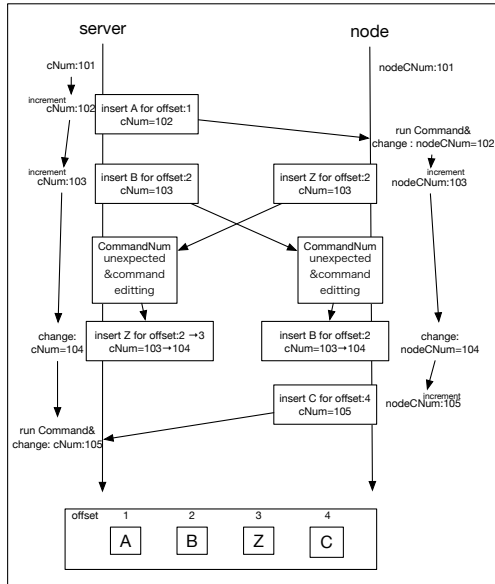 server
node
cNum:101
nodeCNum:101
increment
cNum:102
insert A for offset:1
cNum=102
run Command&
change : nodeCNum=102
increment
cNum:103
insert B for offset:2
cNum=103
insert Z for offset:2
cNum=103
increment
nodeCNum:103
CommandNum
unexpected
&command
editting
CommandNum
unexpected
&command
editting
change:
cNum=104
insert Z for offset:2 →3
cNum=103→104
insert B for offset:2
cNum=103→104
change:
nodeCNum=104
insert C for offset:4
cNum=105
increment
nodeCNum:105
run Command&
change: cNum:105
offset 1 2 3 4
A B Z C